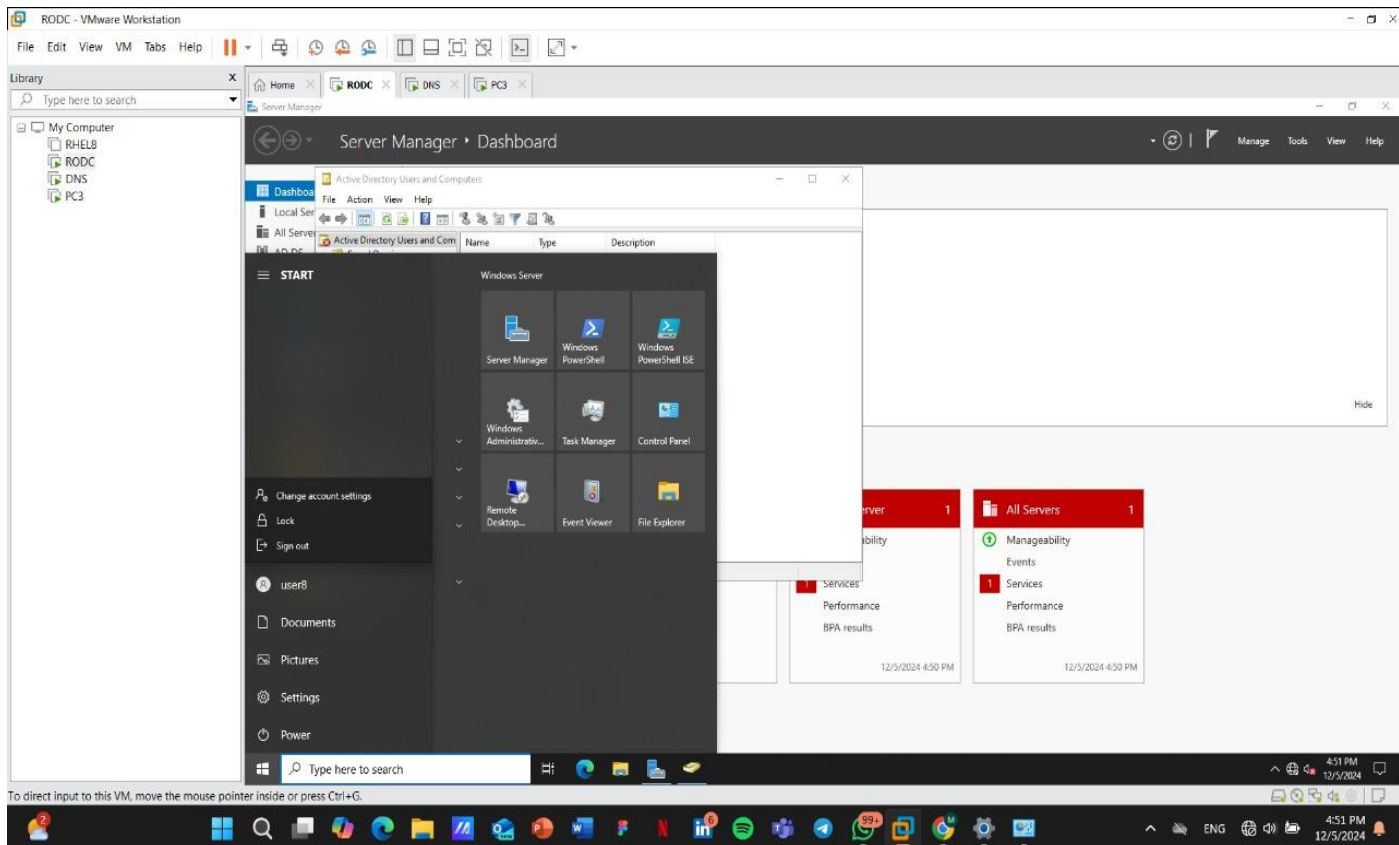 RODC - VMware Workstation
File Edit View VM Tabs Help
Library X
Type here to search
My Computer
RHEL8
RODC
DNS
PC3
Home RODC DNS PC3
Server Manager
Server Manager • Dashboard
Manage Tools View Help
Dashboa
Local Ser
All Server
Active Directory Users and Computers
File Action View Help
Active Directory Users and Com
Name Type Description
START
Windows Server
Server Manager
Windows PowerShell
Windows PowerShell ISE
Windows Administrativ...
Task Manager
Control Panel
Remote Desktop...
Event Viewer
File Explorer
Change account settings
Lock
Sign out
user8
Documents
Pictures
Settings
Power
Hide
erver 1
ability
1 Services
Performance
BPA results
12/5/2024 4:50 PM
All Servers 1
Manageability
Events
1 Services
Performance
BPA results
12/5/2024 4:50 PM
Type here to search
4:51 PM
12/5/2024
To direct input to this VM, move the mouse pointer inside or press Ctrl+G.
2
6
99+
ENG
4:51 PM
12/5/2024